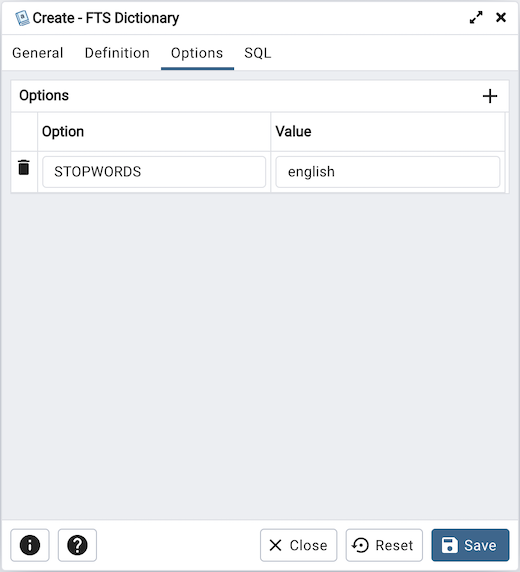 Create - FTS Dictionary
General Definition Options SQL
Options
Option Value
STOPWORDS english
Close Reset Save